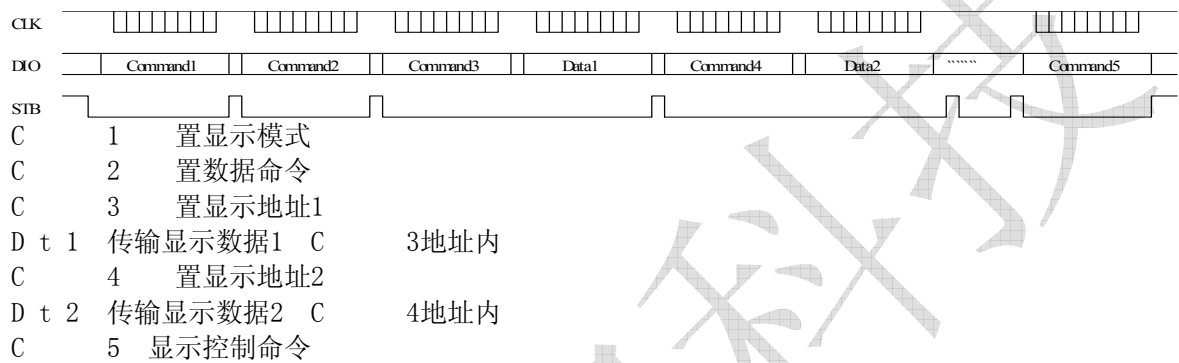 CLK
DIO Command1 Command2 Command3 Data1 Command4 Data2 ``````` Command5
STB
C 1 置显示模式
C 2 置数据命令
C 3 置显示地址1
D t 1 传输显示数据1 C 3地址内
C 4 置显示地址2
D t 2 传输显示数据2 C 4地址内
C 5 显示控制命令
科技